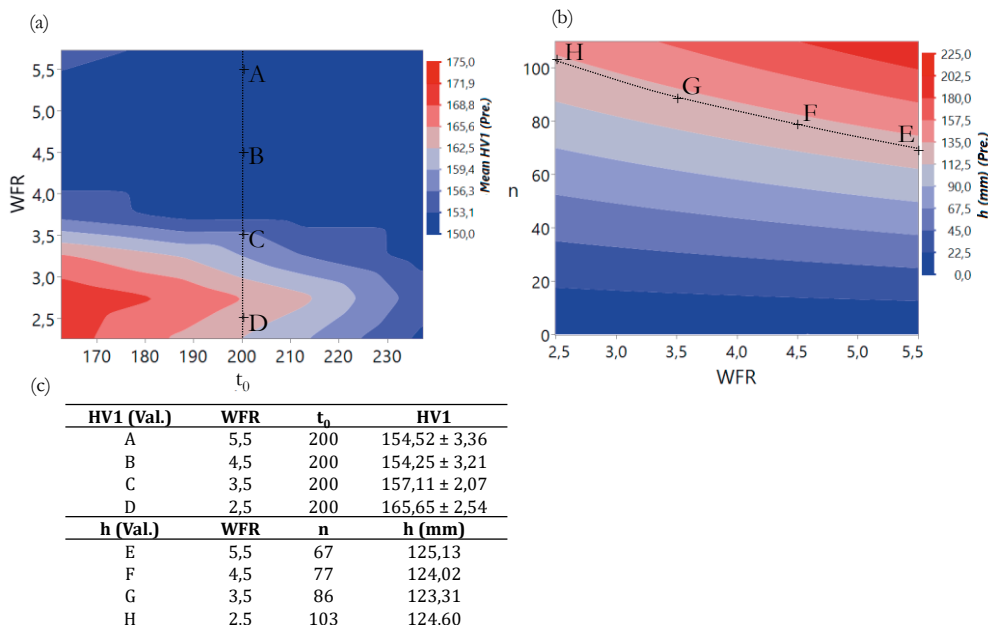 (a)
5,5
5,0
4,5
4,0
3,5
3,0
2,5
WFR
A
B
C
D
170 180 190 200 210 220 230
t0
175,0
171,9
168,8
165,6
162,5
159,4
156,3
153,1
150,0
Mean HV1 (Pre.)
(b)
100
80
60
40
20
0
n
H
G
F
E
2,5 3,0 3,5 4,0 4,5 5,0 5,5
WFR
225,0
202,5
180,0
157,5
135,0
112,5
90,0
67,5
45,0
22,5
0,0
h (mm) (Pre.)
(c)
HV1 (Val.) WFR t0 HV1
A 5,5 200 154,52 ± 3,36
B 4,5 200 154,25 ± 3,21
C 3,5 200 157,11 ± 2,07
D 2,5 200 165,65 ± 2,54
h (Val.) WFR n h (mm)
E 5,5 67 125,13
F 4,5 77 124,02
G 3,5 86 123,31
H 2,5 103 124,60